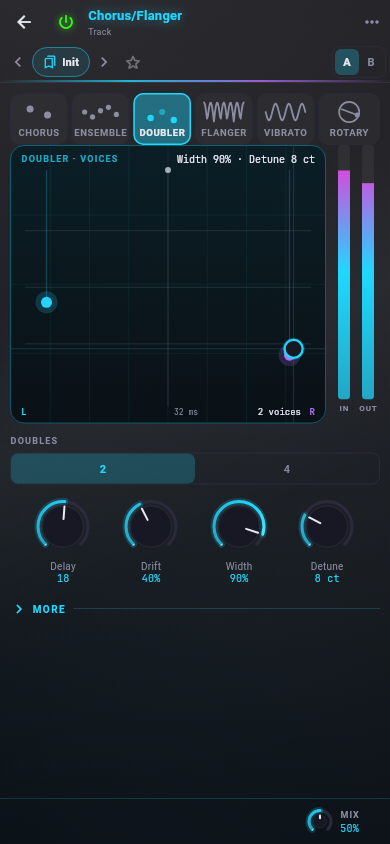 Chorus/Flanger
Track
Init
A B
CHORUS ENSEMBLE DOUBLER FLANGER VIBRATO ROTARY
DOUBLER · VOICES Width 90% · Detune 8 ct
L 32 ms 2 voices R
IN OUT
DOUBLES
2 4
Delay Drift Width Detune
18 40% 90% 8 ct
MORE
MIX
50%